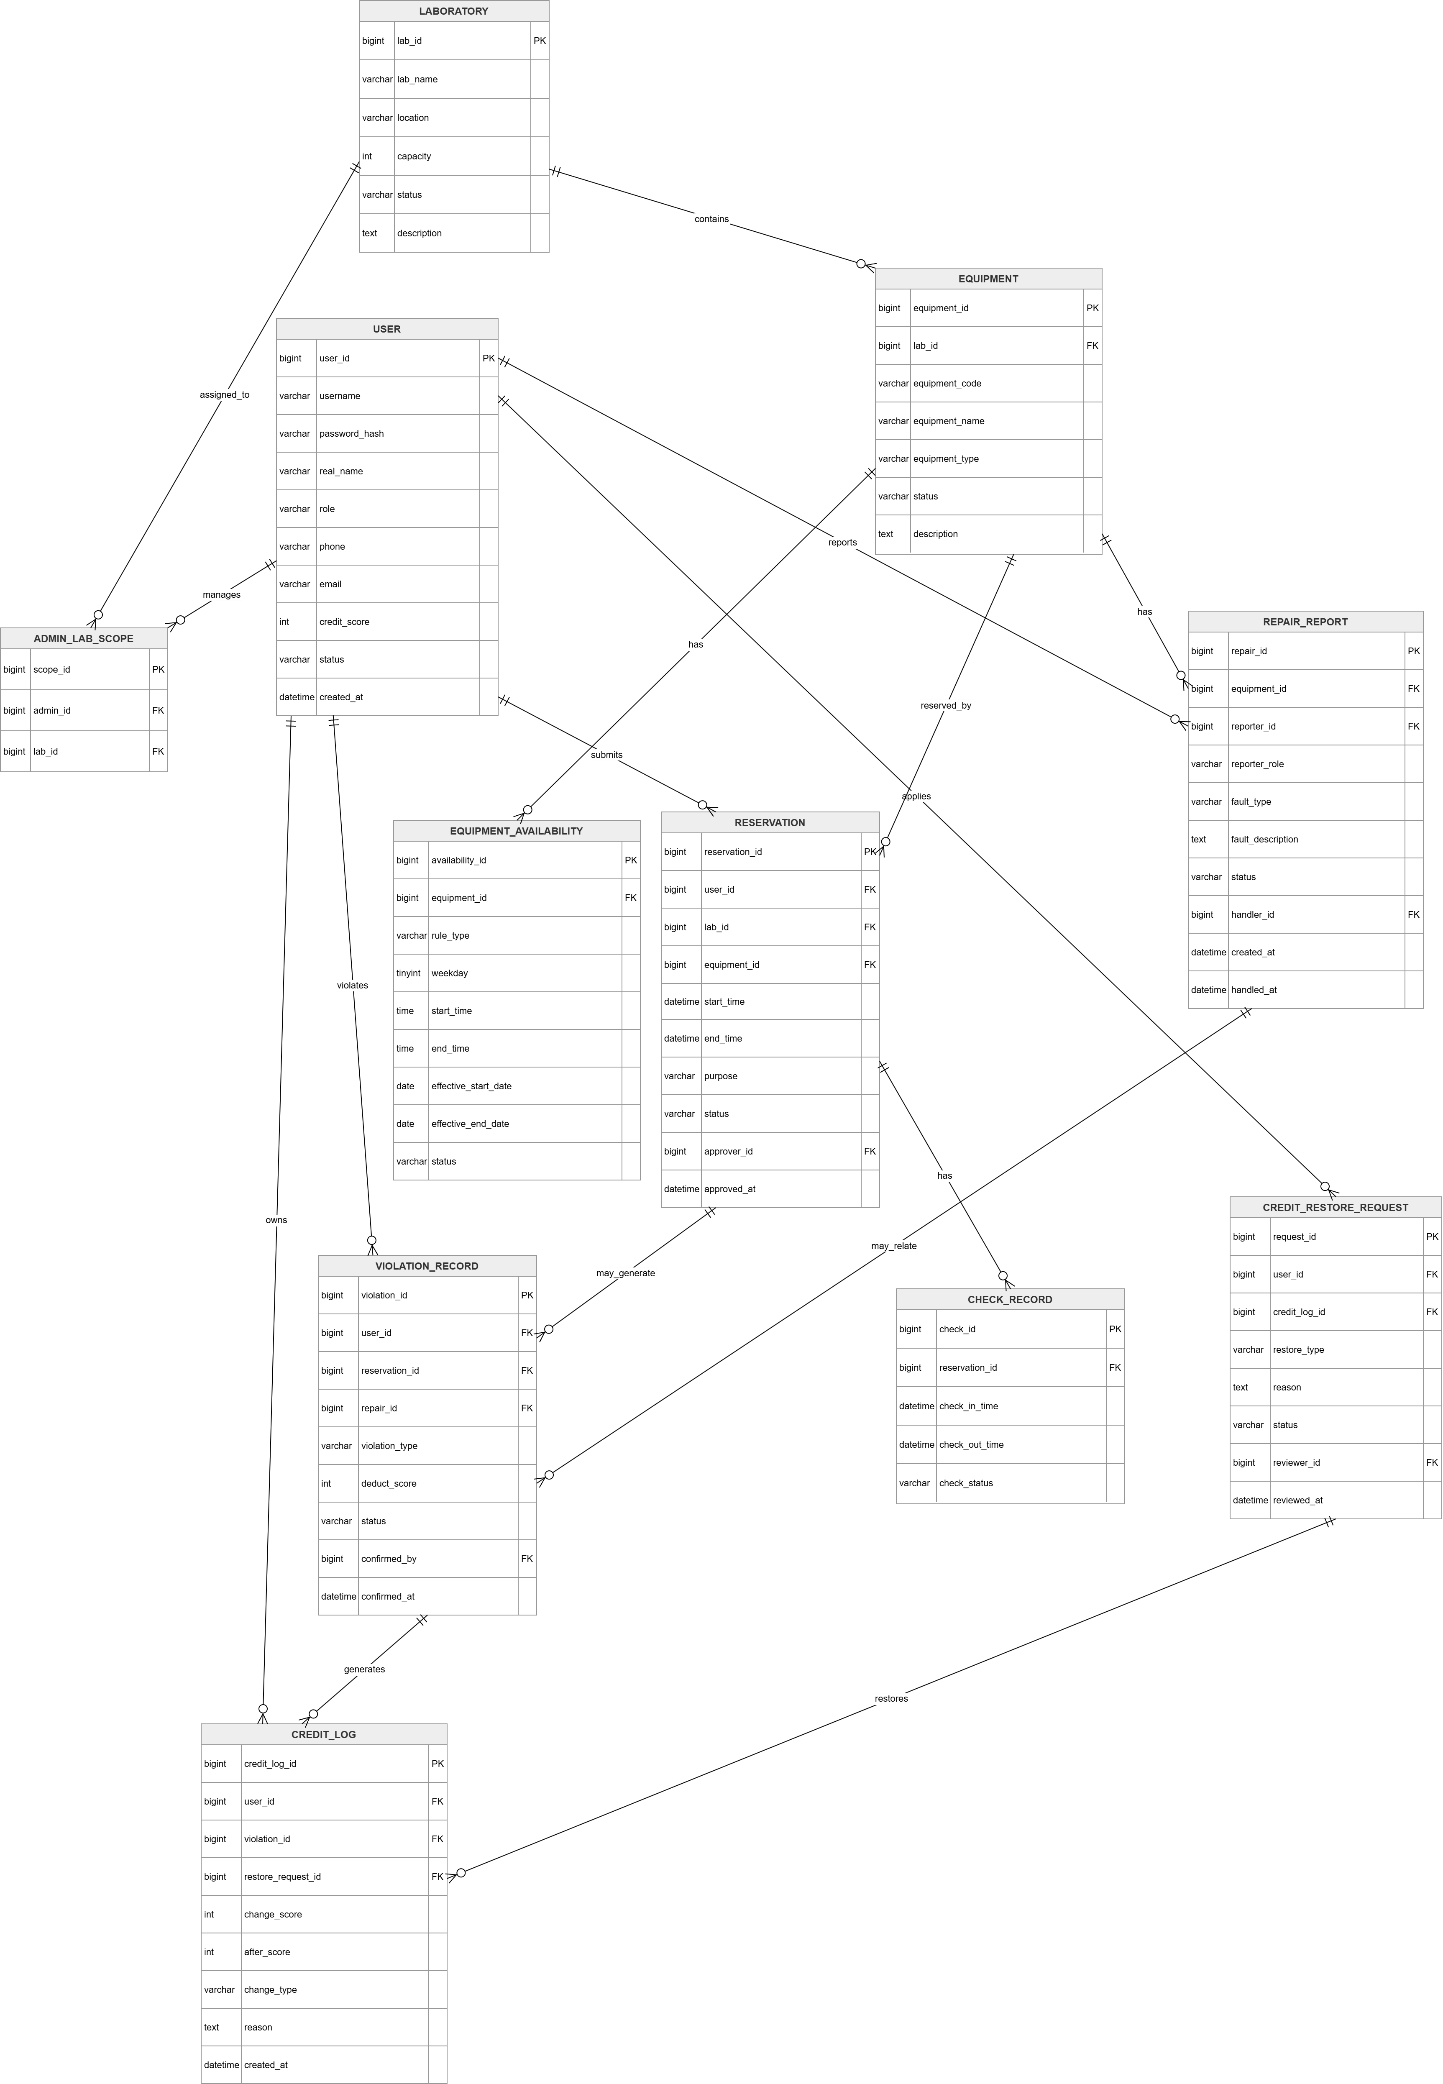 LABORATORY
bigint lab_id PK
varchar lab_name
varchar location
int capacity
varchar status
text description
contains
EQUIPMENT
bigint equipment_id PK
bigint lab_id FK
varchar equipment_code
varchar equipment_name
varchar equipment_type
varchar status
text description
assigned_to
USER
bigint user_id PK
varchar username
varchar password_hash
varchar real_name
varchar role
varchar phone
varchar email
int credit_score
varchar status
datetime created_at
reports
manages
has
has
reserved_by
ADMIN_LAB_SCOPE
bigint scope_id PK
bigint admin_id FK
bigint lab_id FK
REPAIR_REPORT
bigint repair_id PK
bigint equipment_id FK
bigint reporter_id FK
varchar reporter_role
varchar fault_type
text fault_description
varchar status
bigint handler_id FK
datetime created_at
datetime handled_at
submits
applies
EQUIPMENT_AVAILABILITY
bigint availability_id PK
bigint equipment_id FK
varchar rule_type
tinyint weekday
time start_time
time end_time
date effective_start_date
date effective_end_date
varchar status
RESERVATION
bigint reservation_id PK
bigint user_id FK
bigint lab_id FK
bigint equipment_id FK
datetime start_time
datetime end_time
varchar purpose
varchar status
bigint approver_id FK
datetime approved_at
violates
has
owns
may_relate
may_generate
CREDIT_RESTORE_REQUEST
bigint request_id PK
bigint user_id FK
bigint credit_log_id FK
varchar restore_type
text reason
varchar status
bigint reviewer_id FK
datetime reviewed_at
VIOLATION_RECORD
bigint violation_id PK
bigint user_id FK
bigint reservation_id FK
bigint repair_id FK
varchar violation_type
int deduct_score
varchar status
bigint confirmed_by FK
datetime confirmed_at
CHECK_RECORD
bigint check_id PK
bigint reservation_id FK
datetime check_in_time
datetime check_out_time
varchar check_status
generates
restores
CREDIT_LOG
bigint credit_log_id PK
bigint user_id FK
bigint violation_id FK
bigint restore_request_id FK
int change_score
int after_score
varchar change_type
text reason
datetime created_at